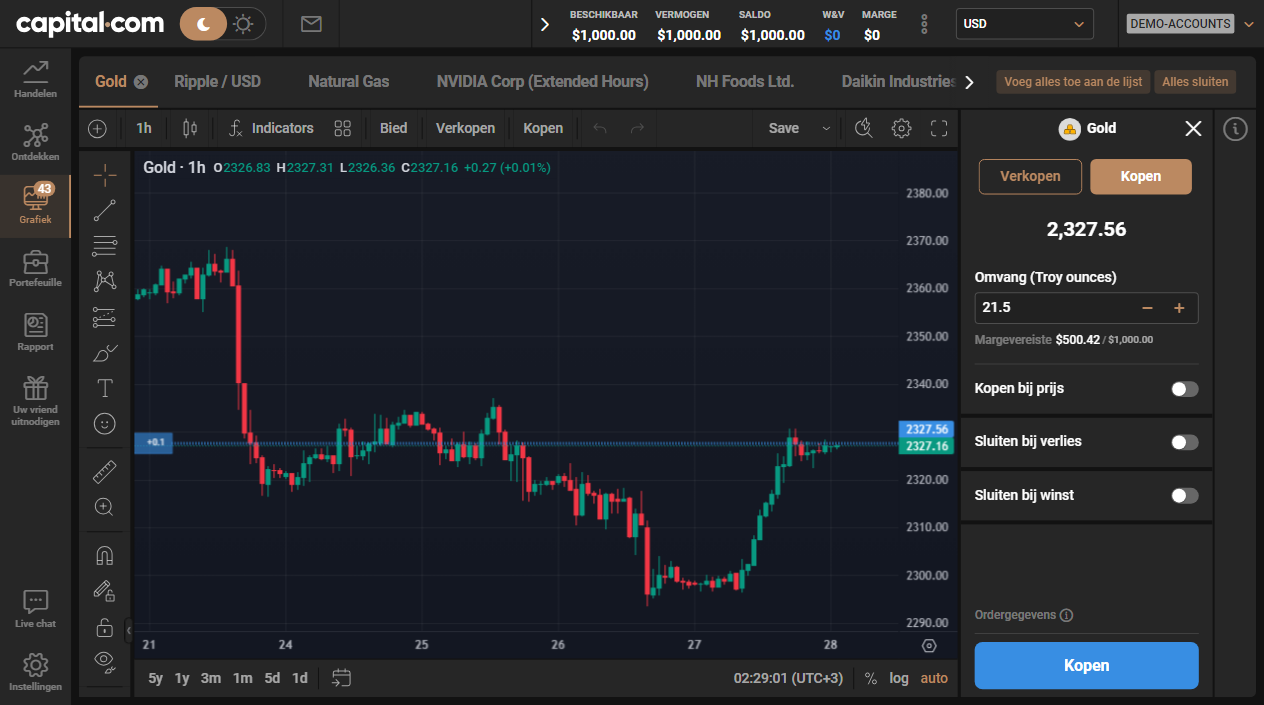 capital.com
BESCHIKBAAR VERMOGEN SALDO W&V MARGE
$1,000.00 $1,000.00 $1,000.00 $0 $0
USD
DEMO-ACCOUNTS
Handelen
Ontdekken
43
Grafiek
Portefeuille
Rapport
Uw vriend
uitnodigen
Live chat
Instellingen
Gold Ripple / USD Natural Gas NVIDIA Corp (Extended Hours) NH Foods Ltd. Daikin Industries
Voeg alles toe aan de lijst Alles sluiten
1h Indicators Bied Verkopen Kopen Save
Gold · 1h O2326.83 H2327.31 L2326.36 C2327.16 +0.27 (+0.01%)
2380.00
2370.00
2360.00
2350.00
2340.00
2327.56
+0.1 2327.16
2320.00
2310.00
2300.00
2290.00
21 24 25 26 27 28
5y 1y 3m 1m 5d 1d 02:29:01 (UTC+3) % log auto
Gold
Verkopen Kopen
2,327.56
Omvang (Troy ounces)
21.5 − +
Margevereiste $500.42 / $1,000.00
Kopen bij prijs
Sluiten bij verlies
Sluiten bij winst
Ordergegevens
Kopen